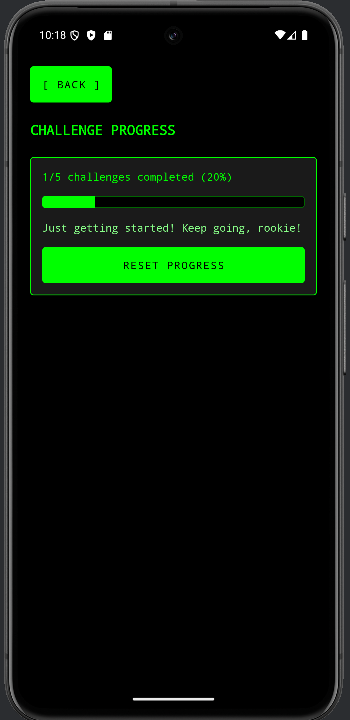 10:18
[ BACK ]
CHALLENGE PROGRESS
1/5 challenges completed (20%)
Just getting started! Keep going, rookie!
RESET PROGRESS